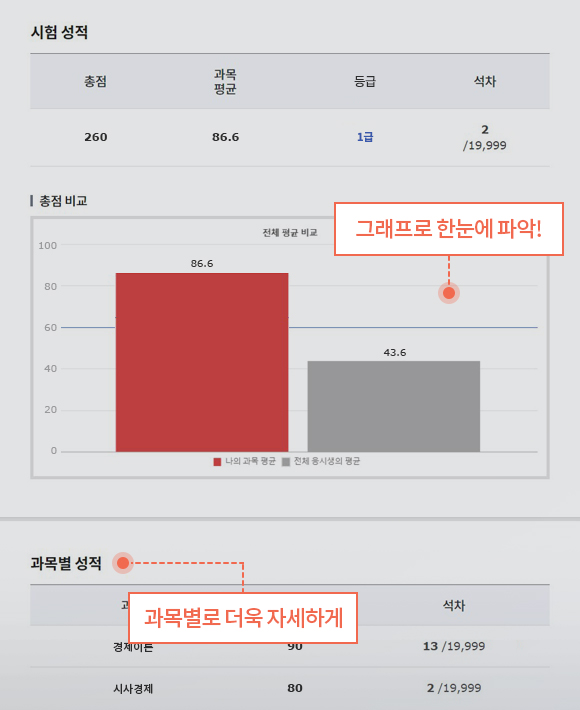 시험 성적
총점 과목 평균 등급 석차
260 86.6 1급 2 /19,999
총점 비교
전체 평균 비교
그래프로 한눈에 파악!
100
86.6
80
60
43.6
40
20
0
나의 과목 평균 전체 응시생의 평균
과목별 성적
석차
과목별로 더욱 자세하게
경제이론 90 13 /19,999
시사경제 80 2 /19,999